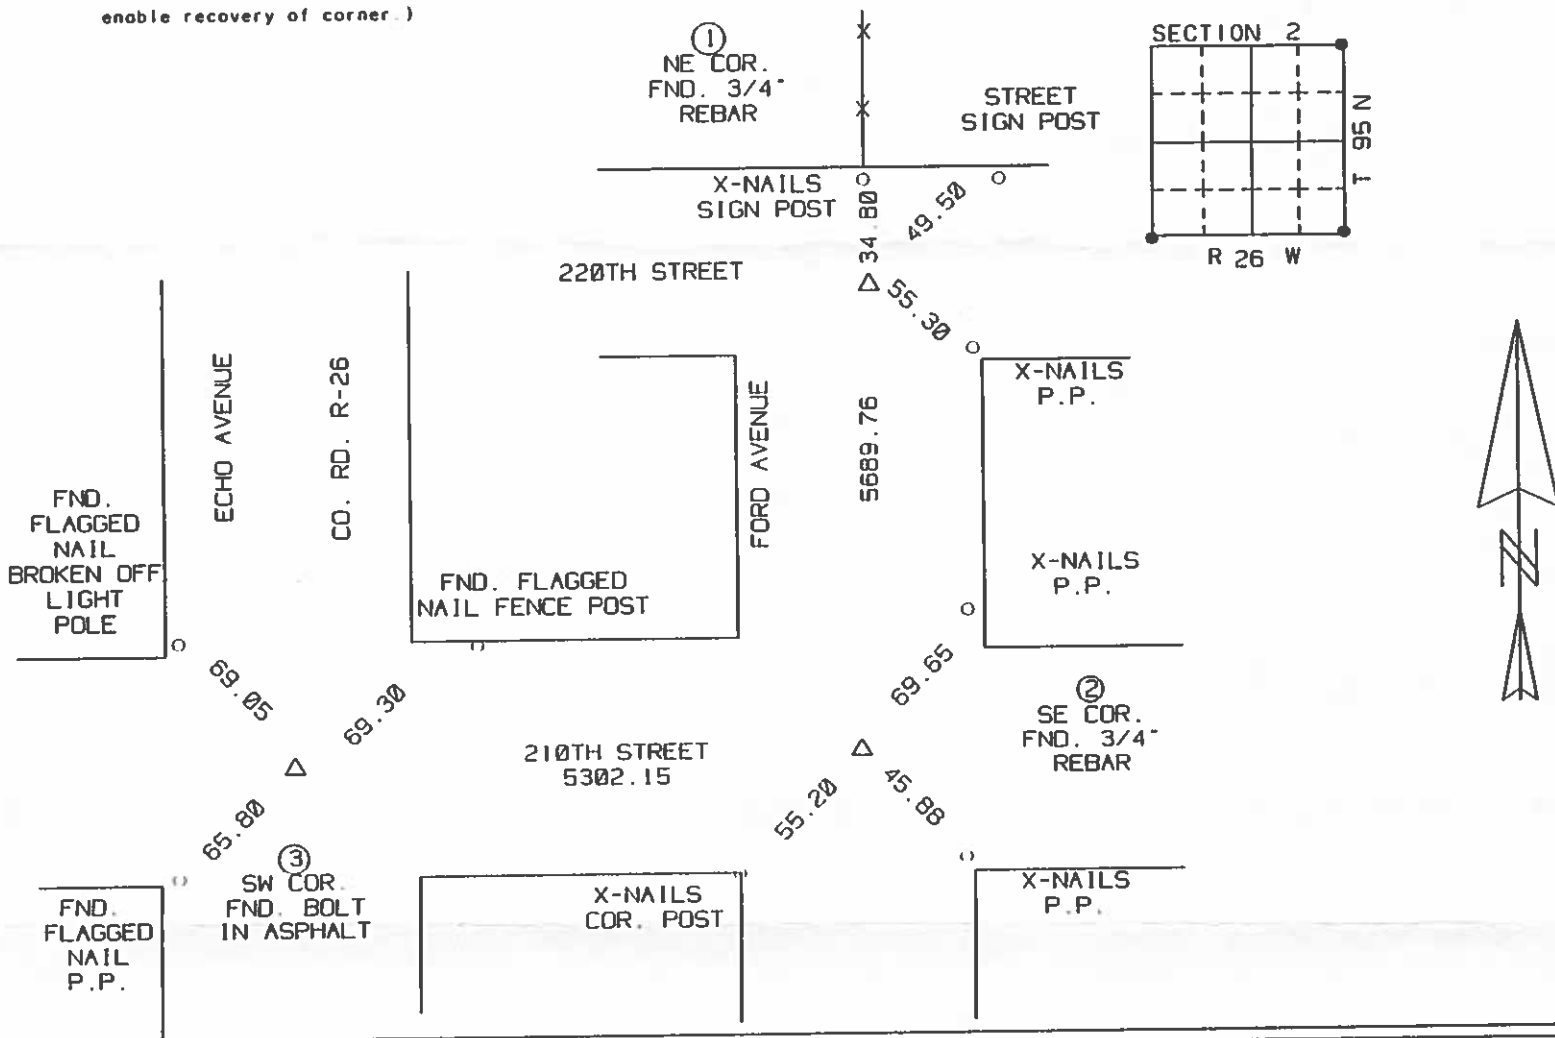 enable recovery of corner.)
1
NE COR.
FND. 3/4"
REBAR
STREET
SIGN POST
SECTION 2
T 95 N
R 26 W
X-NAILS
SIGN POST
34.80
49.50
220TH STREET
55.30
X-NAILS
P.P.
ECHO AVENUE
CO. RD. R-26
FORD AVENUE
5689.76
FND.
FLAGGED
NAIL
BROKEN OFF
LIGHT
POLE
FND. FLAGGED
NAIL FENCE POST
X-NAILS
P.P.
N
69.05
69.30
69.65
2
SE COR.
FND. 3/4"
REBAR
210TH STREET
5302.15
65.80
55.20
45.88
3
SW COR.
FND. BOLT
IN ASPHALT
FND.
FLAGGED
NAIL
P.P.
X-NAILS
COR. POST
X-NAILS
P.P.